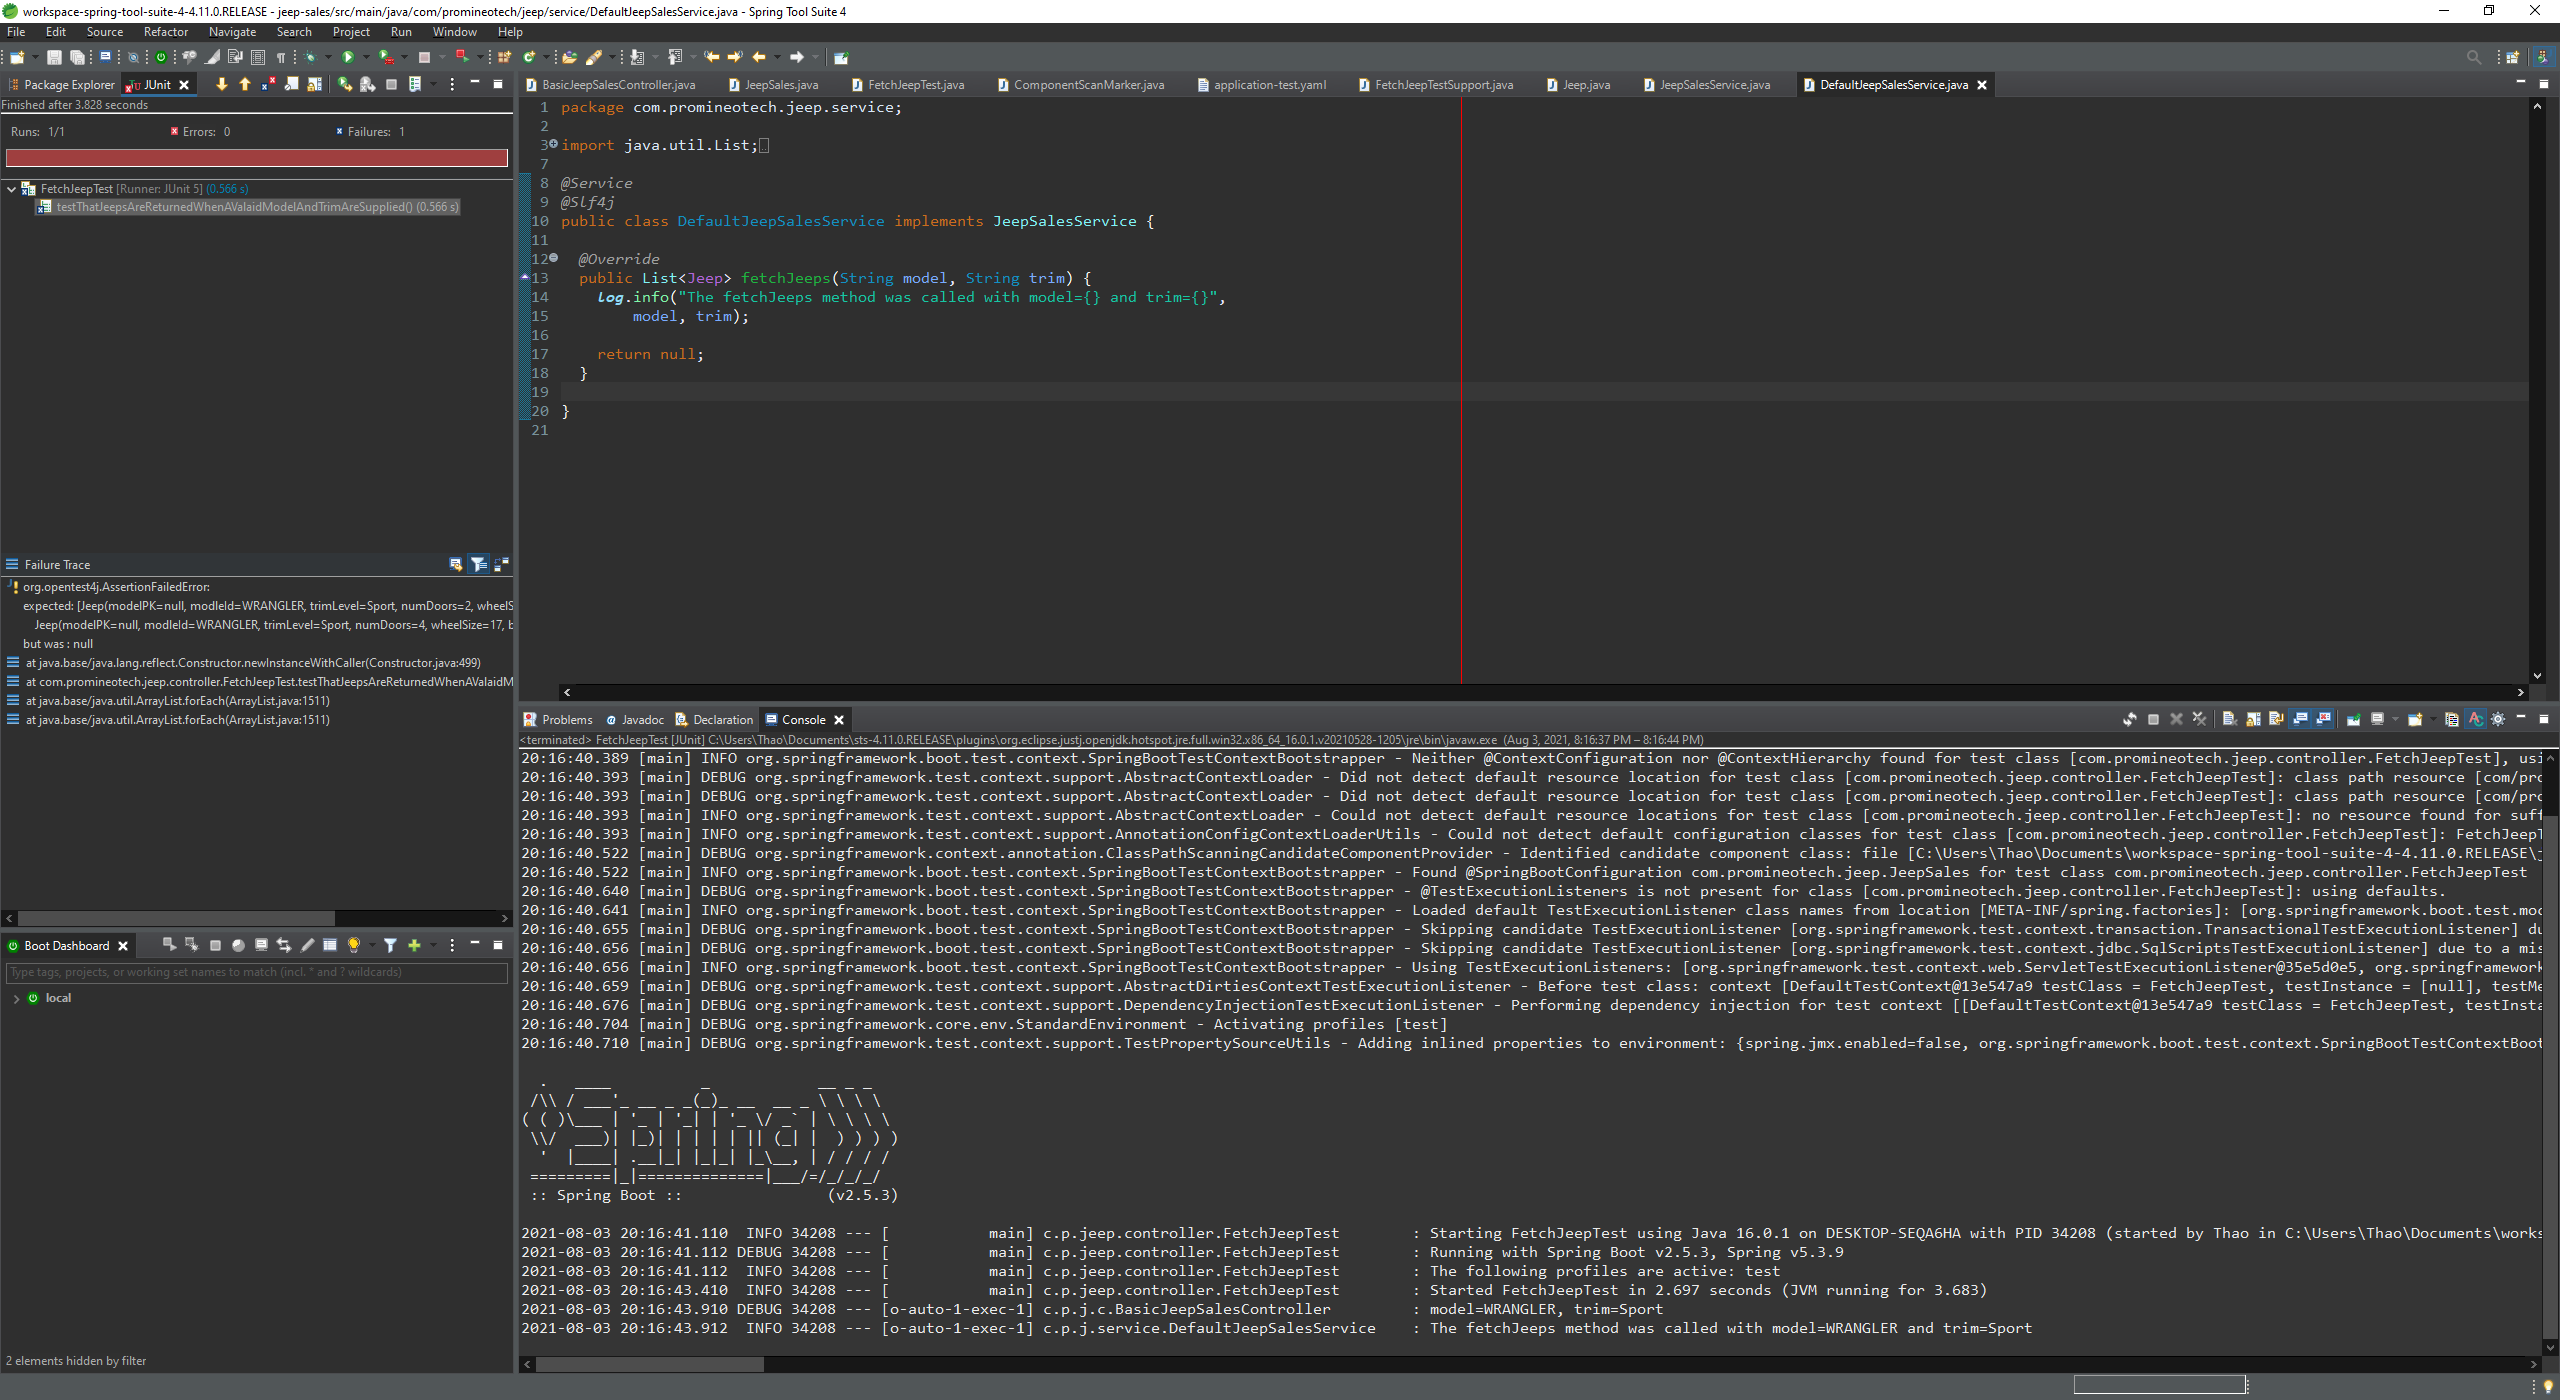 workspace-spring-tool-suite-4-4.11.0.RELEASE - jeep-sales/src/main/java/com/promineotech/jeep/service/DefaultJeepSalesService.java - Spring Tool Suite 4
File Edit Source Refactor Navigate Search Project Run Window Help
Package Explorer JUnit
Finished after 3.828 seconds
Runs: 1/1 Errors: 0 Failures: 1
FetchJeepTest [Runner: JUnit 5] (0.566 s)
testThatJeepsAreReturnedWhenAValaidModelAndTrimAreSupplied() (0.566 s)
Failure Trace
org.opentest4j.AssertionFailedError:
expected: [Jeep(modelPK=null, modleId=WRANGLER, trimLevel=Sport, numDoors=2, wheelS
Jeep(modelPK=null, modleId=WRANGLER, trimLevel=Sport, numDoors=4, wheelSize=17, b
but was : null
at java.base/java.lang.reflect.Constructor.newInstanceWithCaller(Constructor.java:499)
at com.promineotech.jeep.controller.FetchJeepTest.testThatJeepsAreReturnedWhenAValaidM
at java.base/java.util.ArrayList.forEach(ArrayList.java:1511)
at java.base/java.util.ArrayList.forEach(ArrayList.java:1511)
Boot Dashboard
Type tags, projects, or working set names to match (incl. * and ? wildcards)
local
2 elements hidden by filter
BasicJeepSalesController.java JeepSales.java FetchJeepTest.java ComponentScanMarker.java application-test.yaml FetchJeepTestSupport.java Jeep.java JeepSalesService.java DefaultJeepSalesService.java
1 package com.promineotech.jeep.service;
2
3 import java.util.List;
7
8 @Service
9 @Slf4j
10 public class DefaultJeepSalesService implements JeepSalesService {
11
12 @Override
13 public List<Jeep> fetchJeeps(String model, String trim) {
14 log.info("The fetchJeeps method was called with model={} and trim={}",
15 model, trim);
16
17 return null;
18 }
19
20 }
21
Problems Javadoc Declaration Console
<terminated> FetchJeepTest [JUnit] C:\Users\Thao\Documents\sts-4.11.0.RELEASE\plugins\org.eclipse.justj.openjdk.hotspot.jre.full.win32.x86_64_16.0.1.v20210528-1205\jre\bin\javaw.exe (Aug 3, 2021, 8:16:37 PM – 8:16:44 PM)
20:16:40.389 [main] INFO org.springframework.boot.test.context.SpringBootTestContextBootstrapper - Neither @ContextConfiguration nor @ContextHierarchy found for test class [com.promineotech.jeep.controller.FetchJeepTest], usi
20:16:40.393 [main] DEBUG org.springframework.test.context.support.AbstractContextLoader - Did not detect default resource location for test class [com.promineotech.jeep.controller.FetchJeepTest]: class path resource [com/pro
20:16:40.393 [main] DEBUG org.springframework.test.context.support.AbstractContextLoader - Did not detect default resource location for test class [com.promineotech.jeep.controller.FetchJeepTest]: class path resource [com/pro
20:16:40.393 [main] INFO org.springframework.test.context.support.AbstractContextLoader - Could not detect default resource locations for test class [com.promineotech.jeep.controller.FetchJeepTest]: no resource found for suff
20:16:40.393 [main] INFO org.springframework.test.context.support.AnnotationConfigContextLoaderUtils - Could not detect default configuration classes for test class [com.promineotech.jeep.controller.FetchJeepTest]: FetchJeepT
20:16:40.522 [main] DEBUG org.springframework.context.annotation.ClassPathScanningCandidateComponentProvider - Identified candidate component class: file [C:\Users\Thao\Documents\workspace-spring-tool-suite-4-4.11.0.RELEASE\j
20:16:40.522 [main] INFO org.springframework.boot.test.context.SpringBootTestContextBootstrapper - Found @SpringBootConfiguration com.promineotech.jeep.JeepSales for test class com.promineotech.jeep.controller.FetchJeepTest
20:16:40.640 [main] DEBUG org.springframework.boot.test.context.SpringBootTestContextBootstrapper - @TestExecutionListeners is not present for class [com.promineotech.jeep.controller.FetchJeepTest]: using defaults.
20:16:40.641 [main] INFO org.springframework.boot.test.context.SpringBootTestContextBootstrapper - Loaded default TestExecutionListener class names from location [META-INF/spring.factories]: [org.springframework.boot.test.moc
20:16:40.655 [main] DEBUG org.springframework.boot.test.context.SpringBootTestContextBootstrapper - Skipping candidate TestExecutionListener [org.springframework.test.context.transaction.TransactionalTestExecutionListener] du
20:16:40.656 [main] DEBUG org.springframework.boot.test.context.SpringBootTestContextBootstrapper - Skipping candidate TestExecutionListener [org.springframework.test.context.jdbc.SqlScriptsTestExecutionListener] due to a mis
20:16:40.656 [main] INFO org.springframework.boot.test.context.SpringBootTestContextBootstrapper - Using TestExecutionListeners: [org.springframework.test.context.web.ServletTestExecutionListener@35e5d0e5, org.springframework
20:16:40.659 [main] DEBUG org.springframework.test.context.support.AbstractDirtiesContextTestExecutionListener - Before test class: context [DefaultTestContext@13e547a9 testClass = FetchJeepTest, testInstance = [null], testMe
20:16:40.676 [main] DEBUG org.springframework.test.context.support.DependencyInjectionTestExecutionListener - Performing dependency injection for test context [[DefaultTestContext@13e547a9 testClass = FetchJeepTest, testInsta
20:16:40.704 [main] DEBUG org.springframework.core.env.StandardEnvironment - Activating profiles [test]
20:16:40.710 [main] DEBUG org.springframework.test.context.support.TestPropertySourceUtils - Adding inlined properties to environment: {spring.jmx.enabled=false, org.springframework.boot.test.context.SpringBootTestContextBoot
:: Spring Boot :: (v2.5.3)
2021-08-03 20:16:41.110 INFO 34208 --- [ main] c.p.jeep.controller.FetchJeepTest : Starting FetchJeepTest using Java 16.0.1 on DESKTOP-SEQA6HA with PID 34208 (started by Thao in C:\Users\Thao\Documents\works
2021-08-03 20:16:41.112 DEBUG 34208 --- [ main] c.p.jeep.controller.FetchJeepTest : Running with Spring Boot v2.5.3, Spring v5.3.9
2021-08-03 20:16:41.112 INFO 34208 --- [ main] c.p.jeep.controller.FetchJeepTest : The following profiles are active: test
2021-08-03 20:16:43.410 INFO 34208 --- [ main] c.p.jeep.controller.FetchJeepTest : Started FetchJeepTest in 2.697 seconds (JVM running for 3.683)
2021-08-03 20:16:43.910 DEBUG 34208 --- [o-auto-1-exec-1] c.p.j.c.BasicJeepSalesController : model=WRANGLER, trim=Sport
2021-08-03 20:16:43.912 INFO 34208 --- [o-auto-1-exec-1] c.p.j.service.DefaultJeepSalesService : The fetchJeeps method was called with model=WRANGLER and trim=Sport